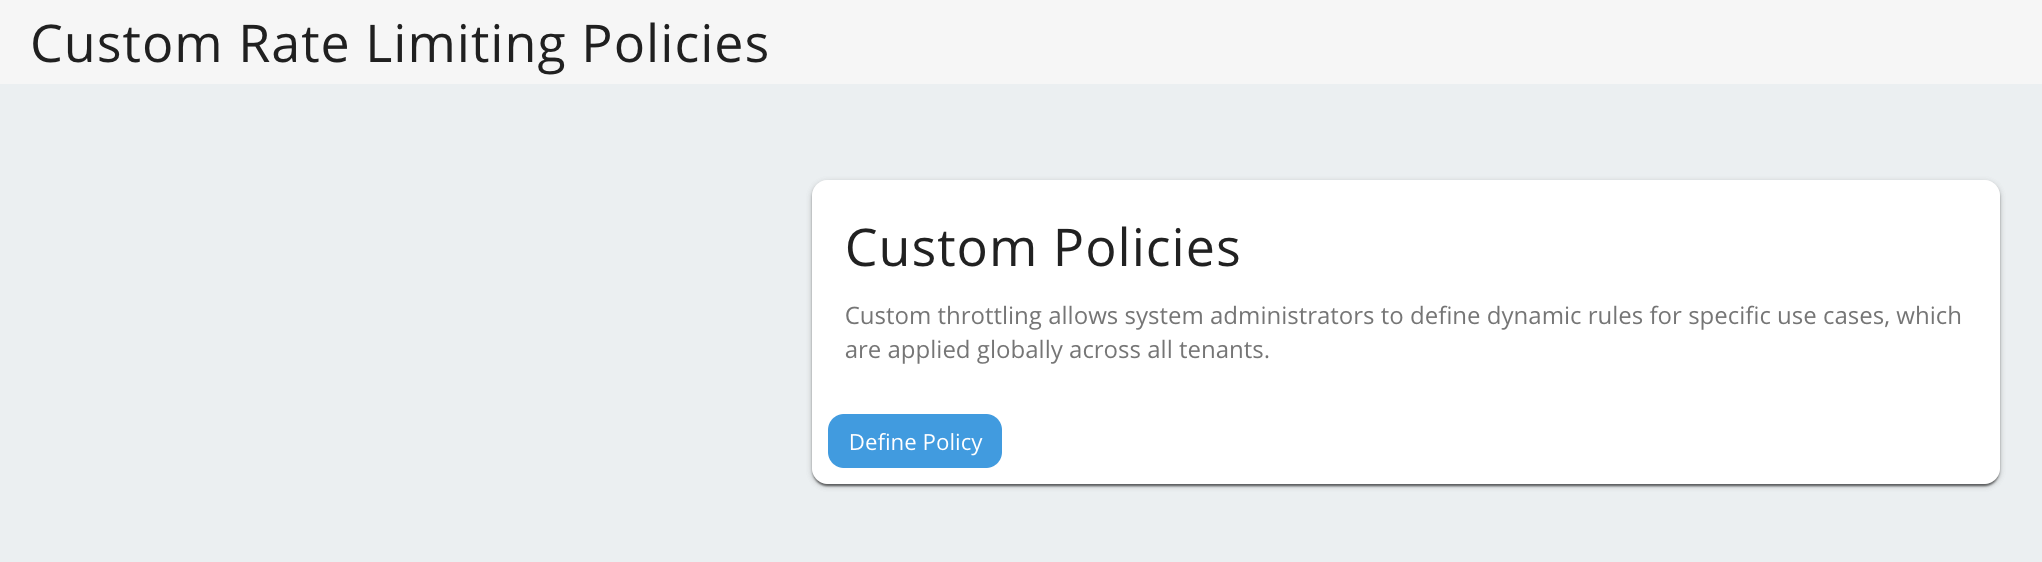 Custom Rate Limiting Policies
Custom Policies
Custom throttling allows system administrators to define dynamic rules for specific use cases, which
are applied globally across all tenants.
Define Policy